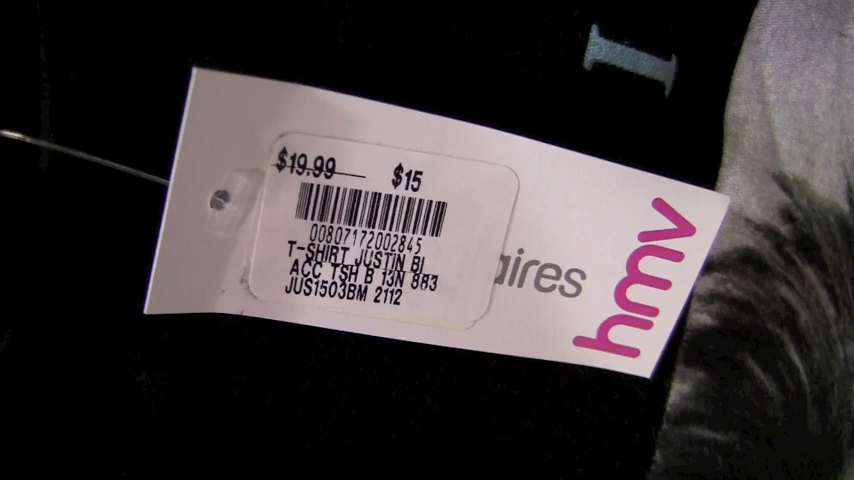 $19.99 $15
00807172002845
T-SHIRT JUSTIN BI
ACC TSH B 13N 883
JUS1503BM 2112
aires
hmv
I